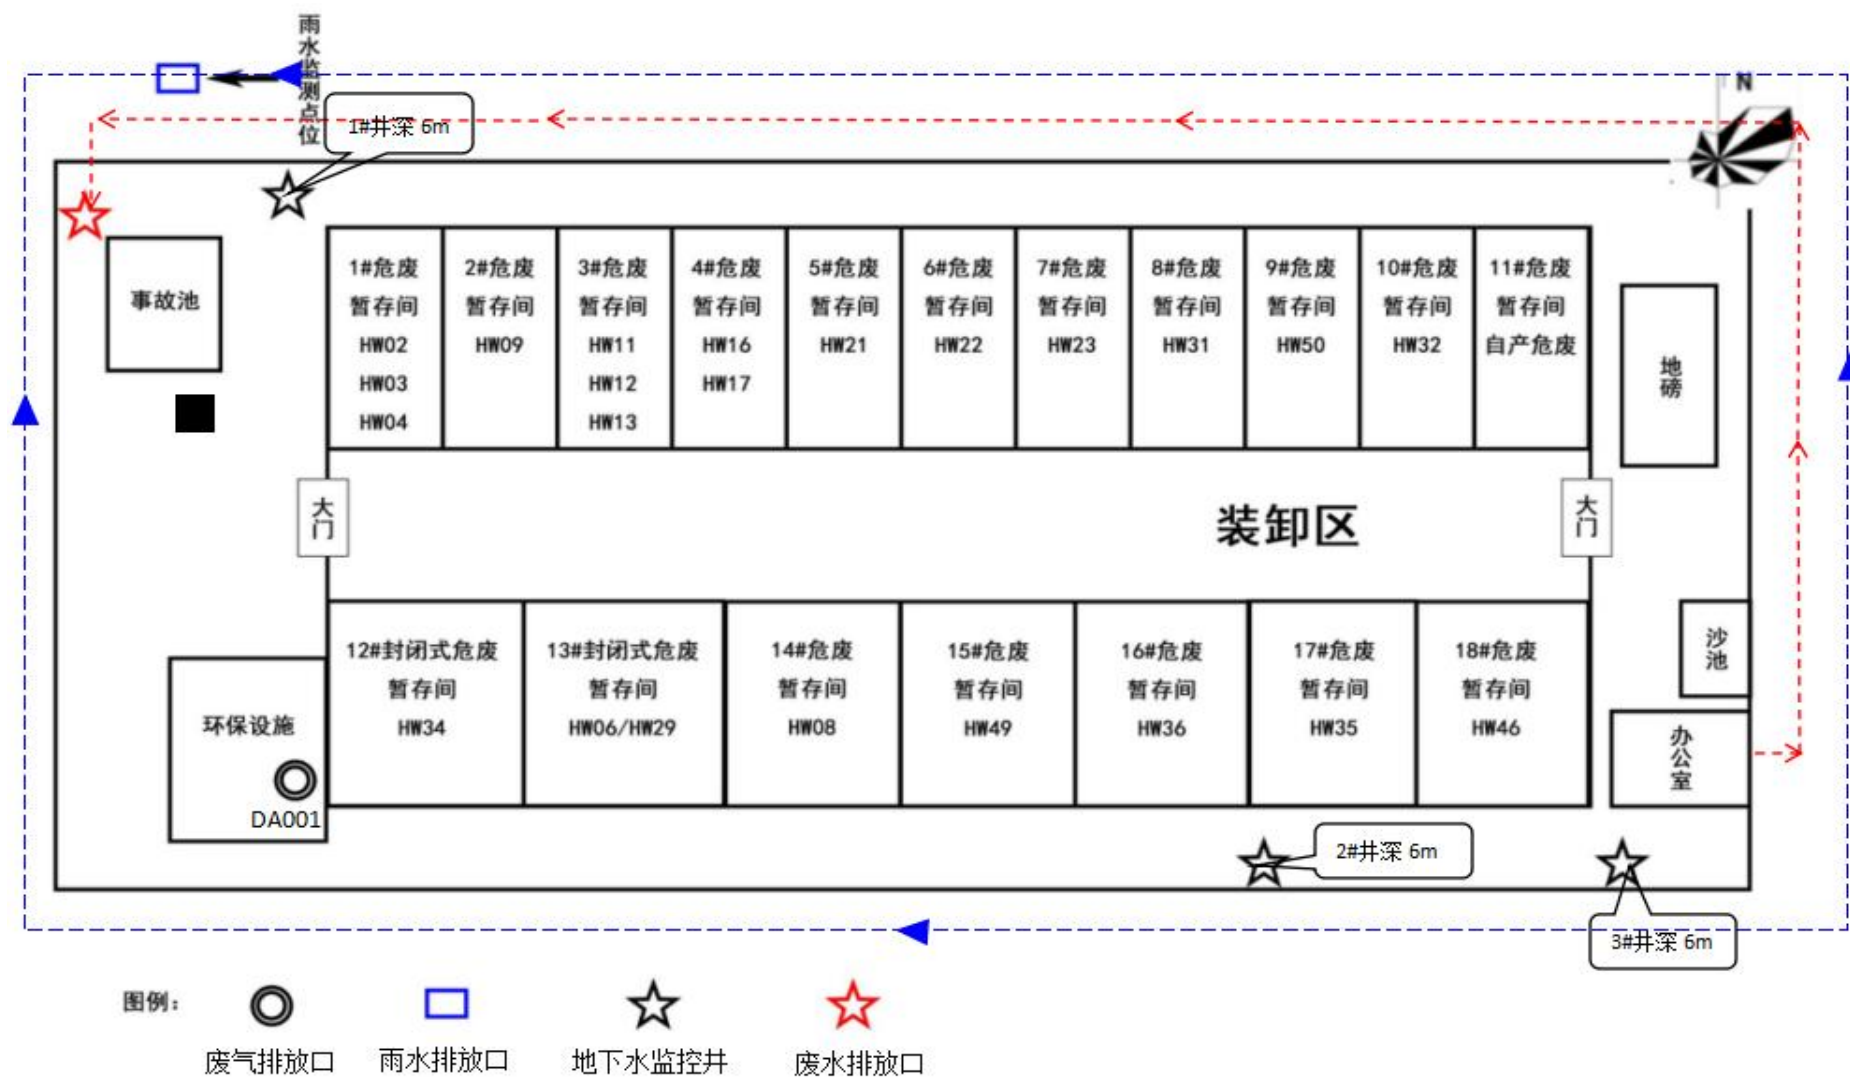 雨水监测点位
N
1#井深 6m
事故池
1#危废
暂存间
HW02
HW03
HW04
2#危废
暂存间
HW09
3#危废
暂存间
HW11
HW12
HW13
4#危废
暂存间
HW16
HW17
5#危废
暂存间
HW21
6#危废
暂存间
HW22
7#危废
暂存间
HW23
8#危废
暂存间
HW31
9#危废
暂存间
HW50
10#危废
暂存间
HW32
11#危废
暂存间
自产危废
地磅
大门
装卸区
大门
12#封闭式危废
暂存间
HW34
13#封闭式危废
暂存间
HW06/HW29
14#危废
暂存间
HW08
15#危废
暂存间
HW49
16#危废
暂存间
HW36
17#危废
暂存间
HW35
18#危废
暂存间
HW46
沙池
办公室
环保设施
DA001
2#井深 6m
3#井深 6m
图例：
废气排放口
雨水排放口
地下水监控井
废水排放口